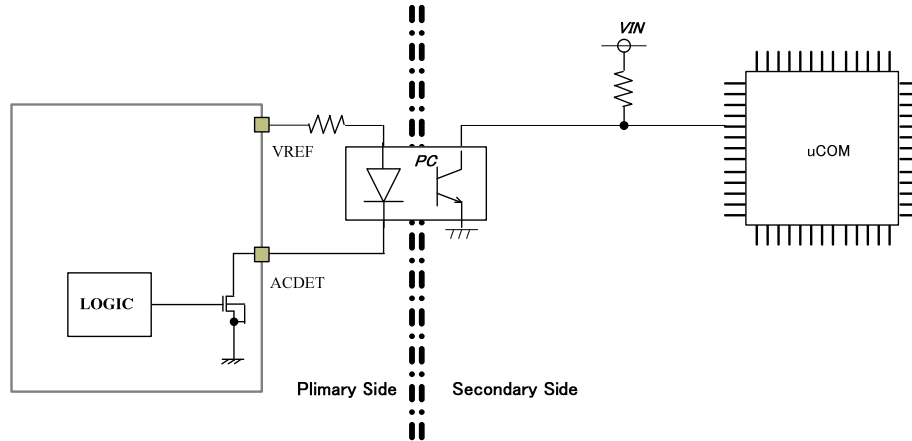 VIN
VREF
PC
uCOM
ACDET
LOGIC
Plimary Side
Secondary Side